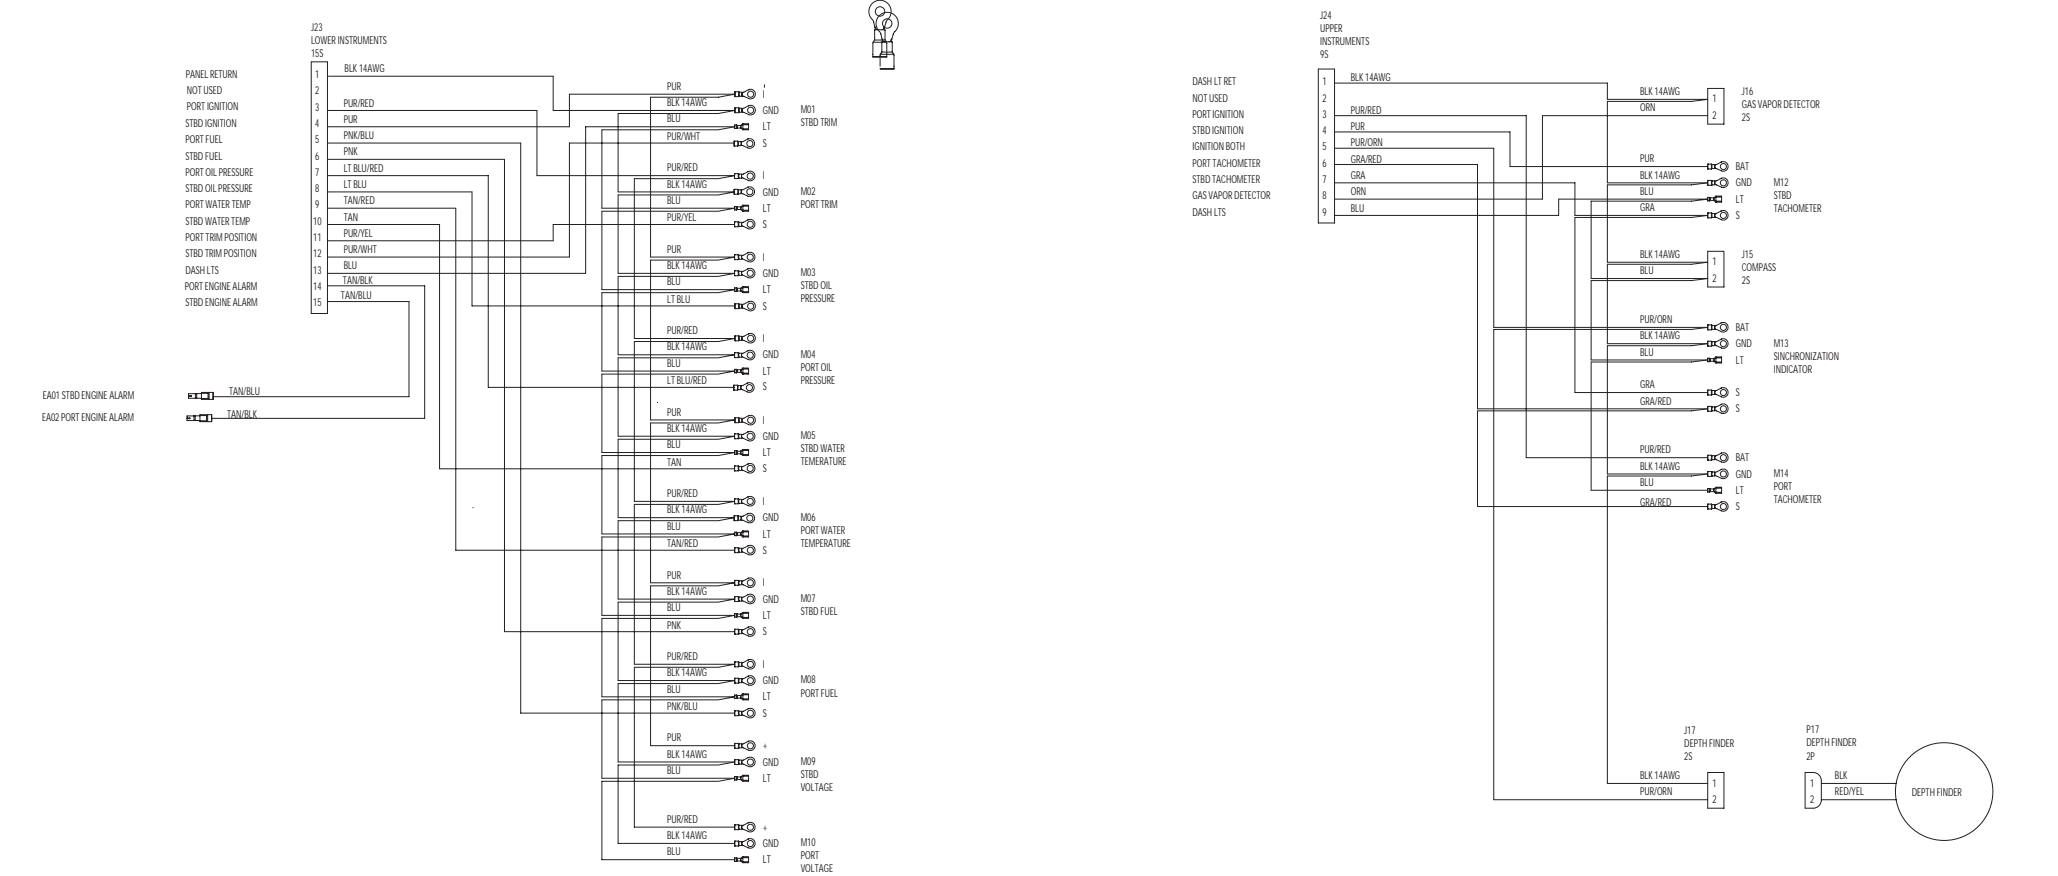 J23
LOWER INSTRUMENTS
15S
PANEL RETURN 1 BLK 14AWG
NOT USED 2
PORT IGNITION 3 PUR/RED
STBD IGNITION 4 PUR
PORT FUEL 5 PNK/BLU
STBD FUEL 6 PNK
PORT OIL PRESSURE 7 LT BLU/RED
STBD OIL PRESSURE 8 LT BLU
PORT WATER TEMP 9 TAN/RED
STBD WATER TEMP 10 TAN
PORT TRIM POSITION 11 PUR/YEL
STBD TRIM POSITION 12 PUR/WHT
DASH LTS 13 BLU
PORT ENGINE ALARM 14 TAN/BLK
STBD ENGINE ALARM 15 TAN/BLU
EA01 STBD ENGINE ALARM TAN/BLU
EA02 PORT ENGINE ALARM TAN/BLK
PUR I
BLK 14AWG GND M01
BLU LT STBD TRIM
PUR/WHT S
PUR/RED I
BLK 14AWG GND M02
BLU LT PORT TRIM
PUR/YEL S
PUR I
BLK 14AWG GND M03
BLU LT STBD OIL
LT BLU S PRESSURE
PUR/RED I
BLK 14AWG GND M04
BLU LT PORT OIL
LT BLU/RED S PRESSURE
PUR I
BLK 14AWG GND M05
BLU LT STBD WATER
TAN S TEMERATURE
PUR/RED I
BLK 14AWG GND M06
BLU LT PORT WATER
TAN/RED S TEMPERATURE
PUR I
BLK 14AWG GND M07
BLU LT STBD FUEL
PNK S
PUR/RED I
BLK 14AWG GND M08
BLU LT PORT FUEL
PNK/BLU S
PUR +
BLK 14AWG GND M09
BLU LT STBD
VOLTAGE
PUR/RED +
BLK 14AWG GND M10
BLU LT PORT
VOLTAGE
J24
UPPER
INSTRUMENTS
9S
DASH LT RET 1 BLK 14AWG
NOT USED 2
PORT IGNITION 3 PUR/RED
STBD IGNITION 4 PUR
IGNITION BOTH 5 PUR/ORN
PORT TACHOMETER 6 GRA/RED
STBD TACHOMETER 7 GRA
GAS VAPOR DETECTOR 8 ORN
DASH LTS 9 BLU
BLK 14AWG 1 J16
ORN 2 GAS VAPOR DETECTOR
2S
PUR BAT
BLK 14AWG GND M12
BLU LT STBD
GRA S TACHOMETER
BLK 14AWG 1 J15
BLU 2 COMPASS
2S
PUR/ORN BAT
BLK 14AWG GND M13
BLU LT SINCHRONIZATION
INDICATOR
GRA S
GRA/RED S
PUR/RED BAT
BLK 14AWG GND M14
BLU LT PORT
GRA/RED S TACHOMETER
J17
DEPTH FINDER
2S
BLK 14AWG 1
PUR/ORN 2
P17
DEPTH FINDER
2P
1 BLK
2 RED/YEL
DEPTH FINDER